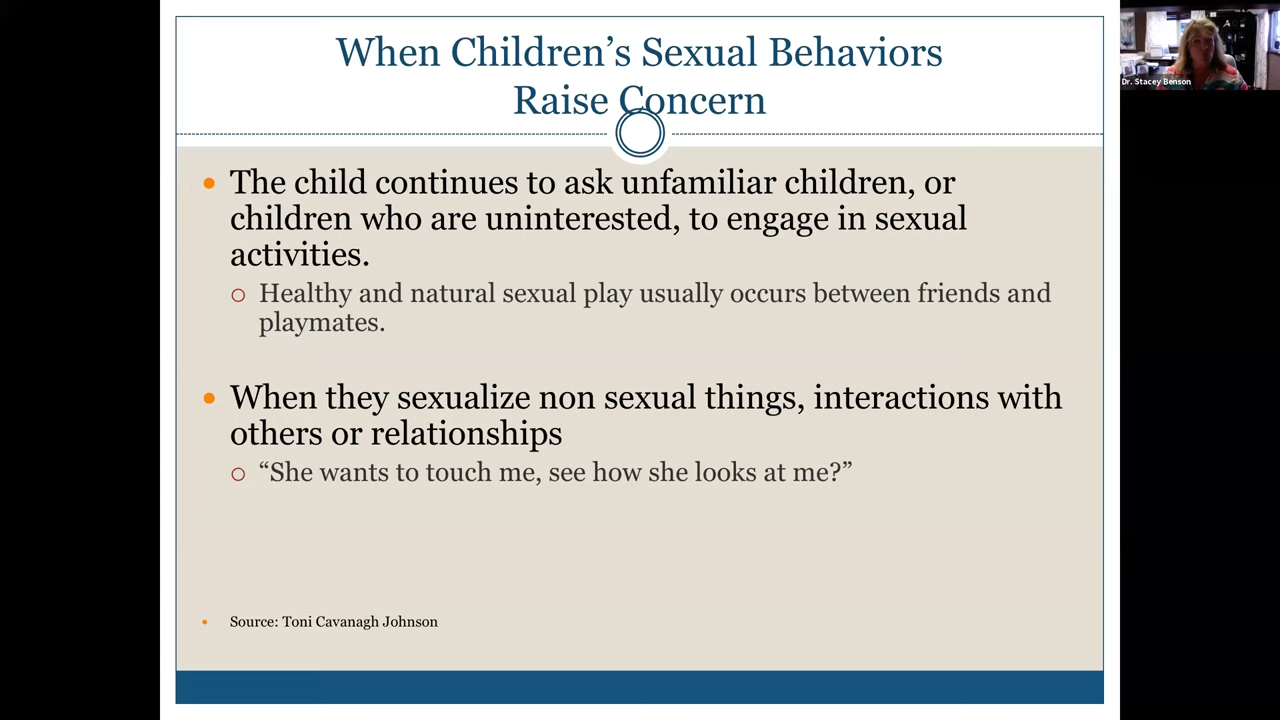 When Children’s Sexual Behaviors
Raise Concern
Dr. Stacey Benson
• The child continues to ask unfamiliar children, or
children who are uninterested, to engage in sexual
activities.
○ Healthy and natural sexual play usually occurs between friends and
playmates.
• When they sexualize non sexual things, interactions with
others or relationships
○ “She wants to touch me, see how she looks at me?”
• Source: Toni Cavanagh Johnson